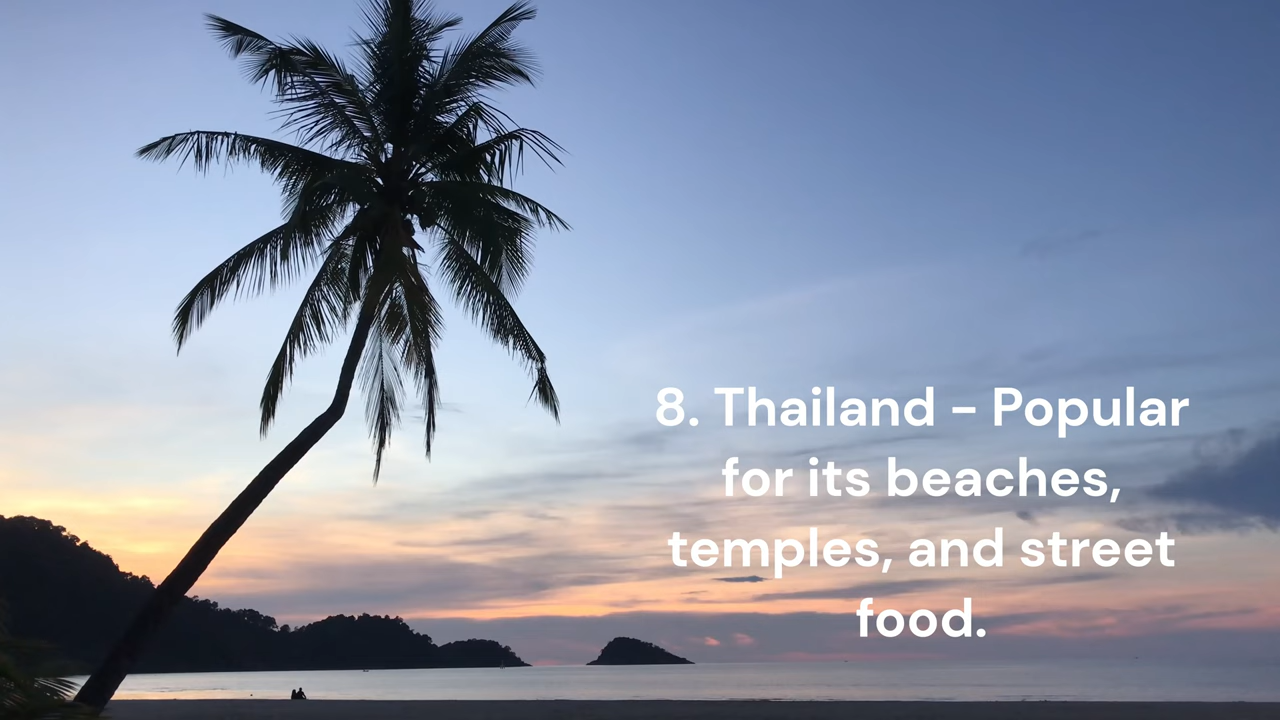 8. Thailand – Popular
for its beaches,
temples, and street
food.